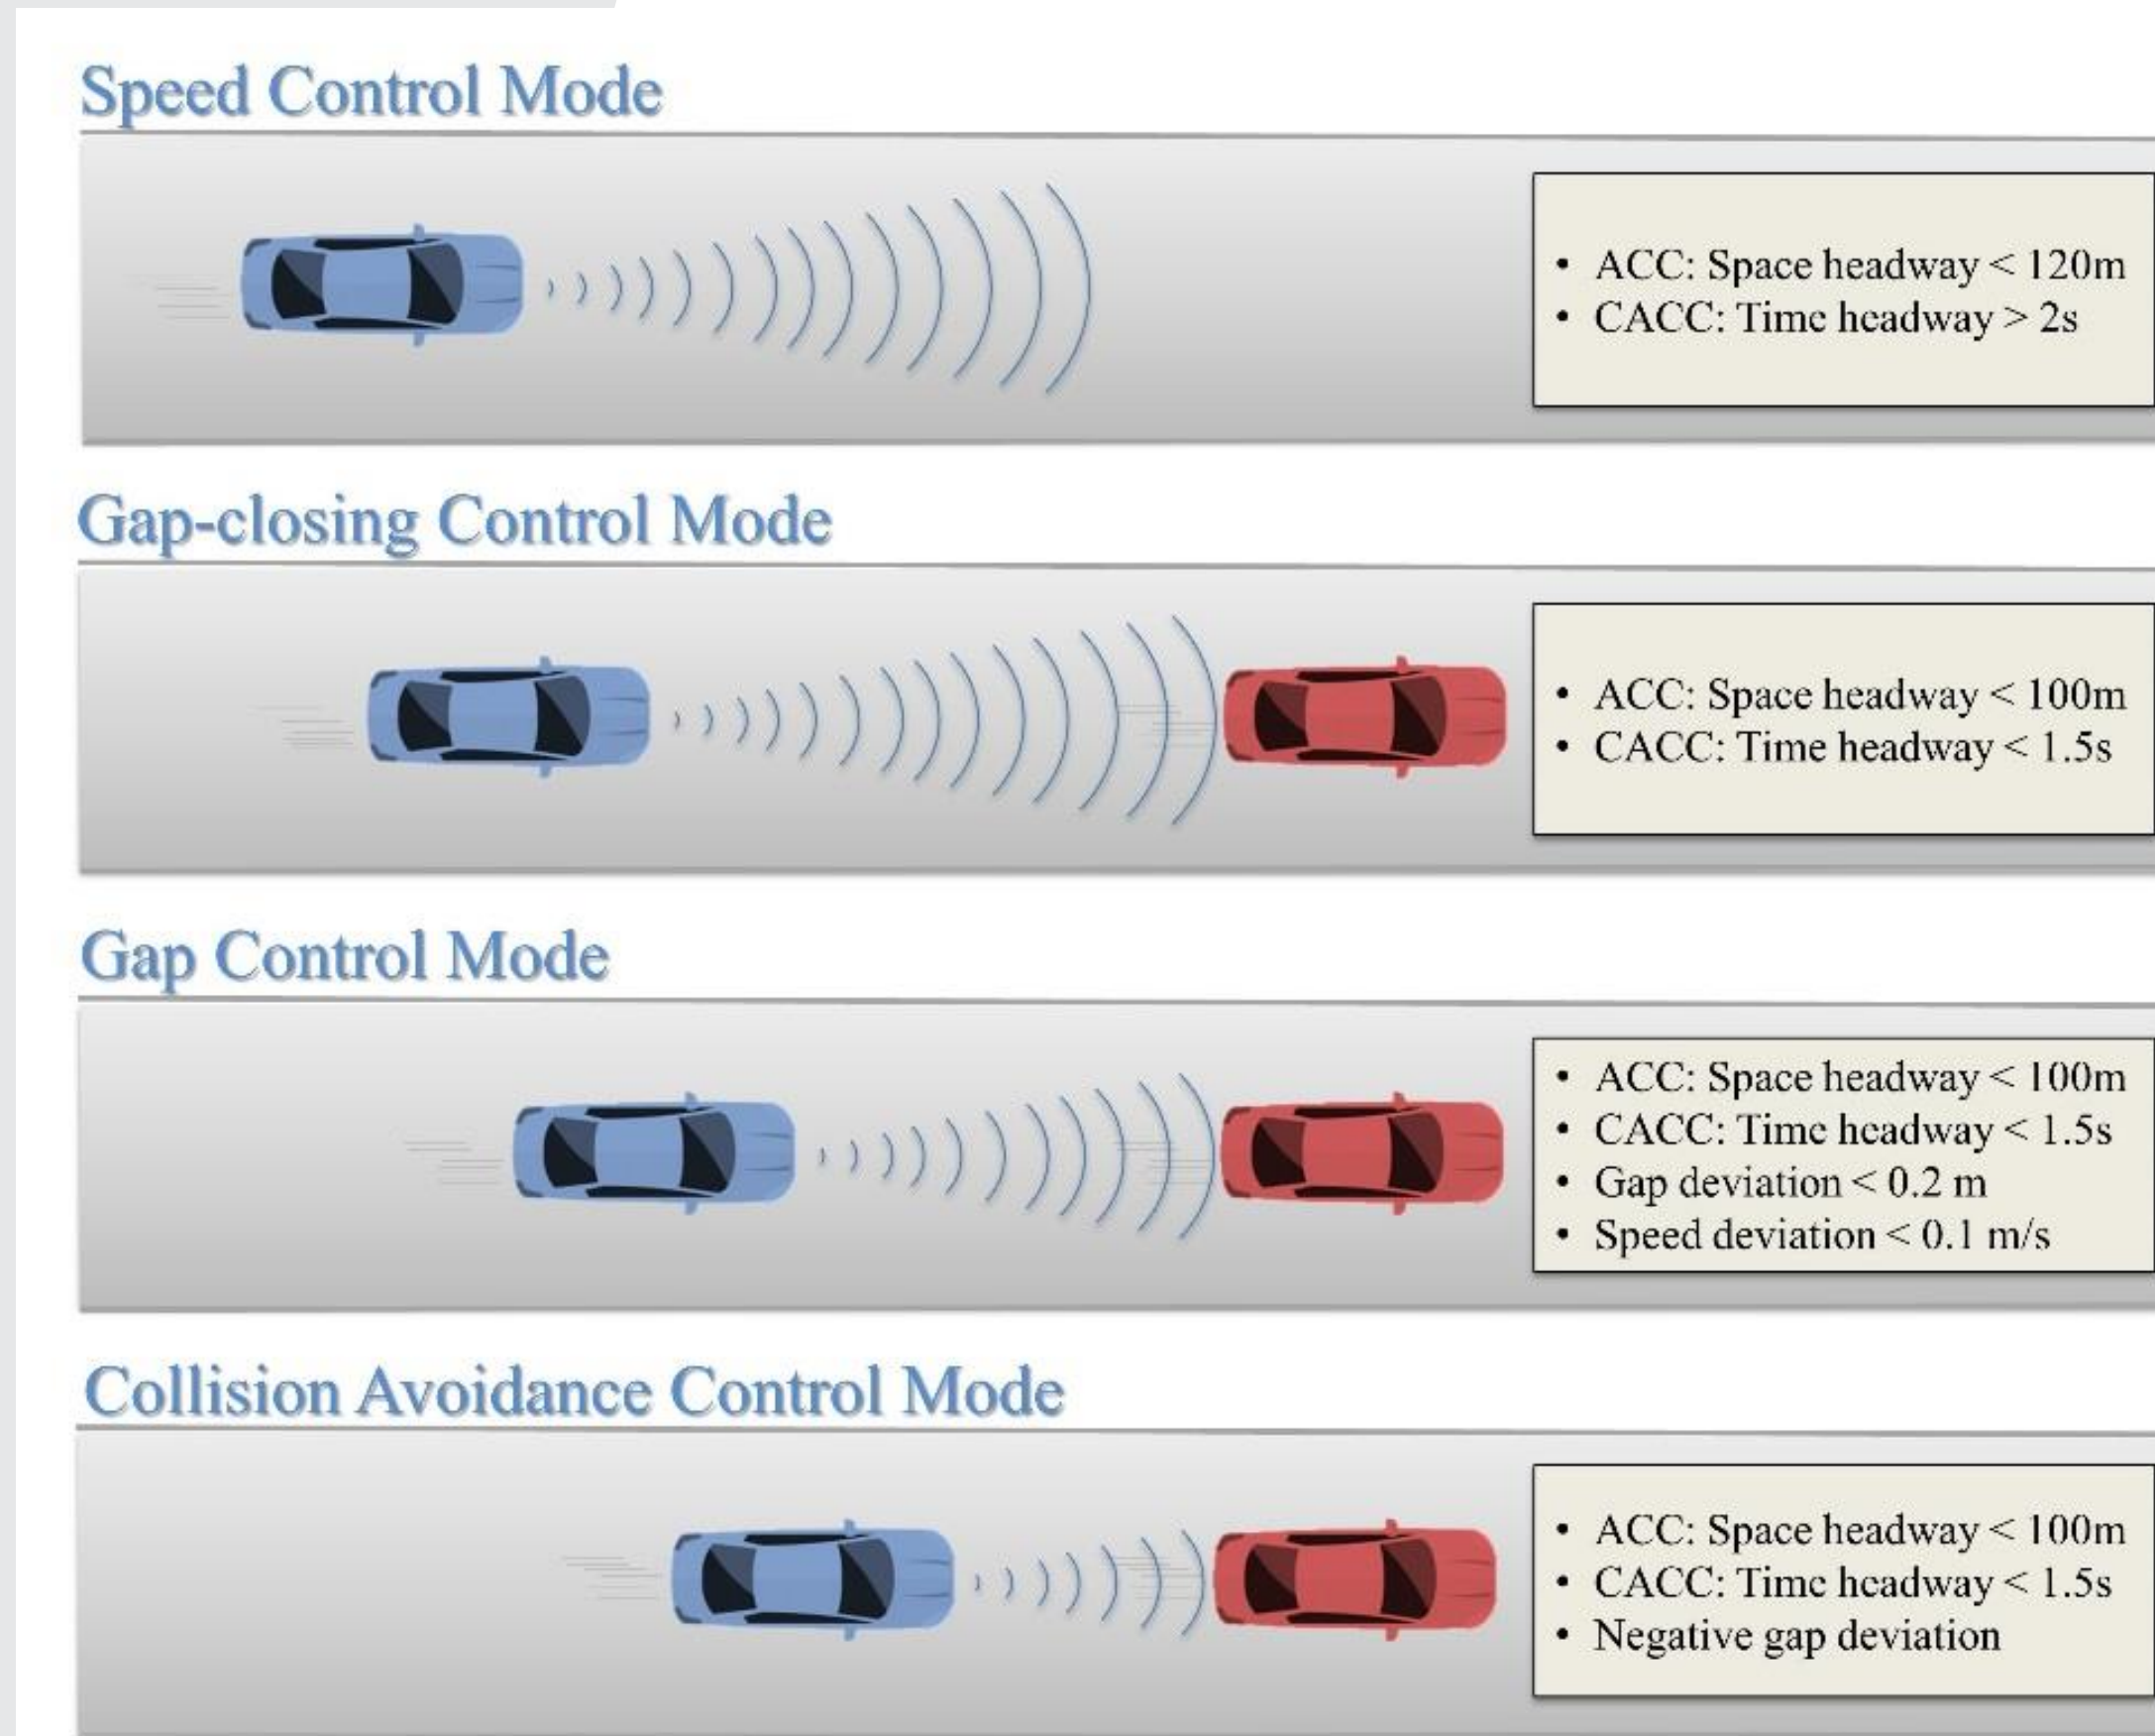 Speed Control Mode
• ACC: Space headway < 120m
• CACC: Time headway > 2s
Gap-closing Control Mode
• ACC: Space headway < 100m
• CACC: Time headway < 1.5s
Gap Control Mode
• ACC: Space headway < 100m
• CACC: Time headway < 1.5s
• Gap deviation < 0.2 m
• Speed deviation < 0.1 m/s
Collision Avoidance Control Mode
• ACC: Space headway < 100m
• CACC: Time headway < 1.5s
• Negative gap deviation